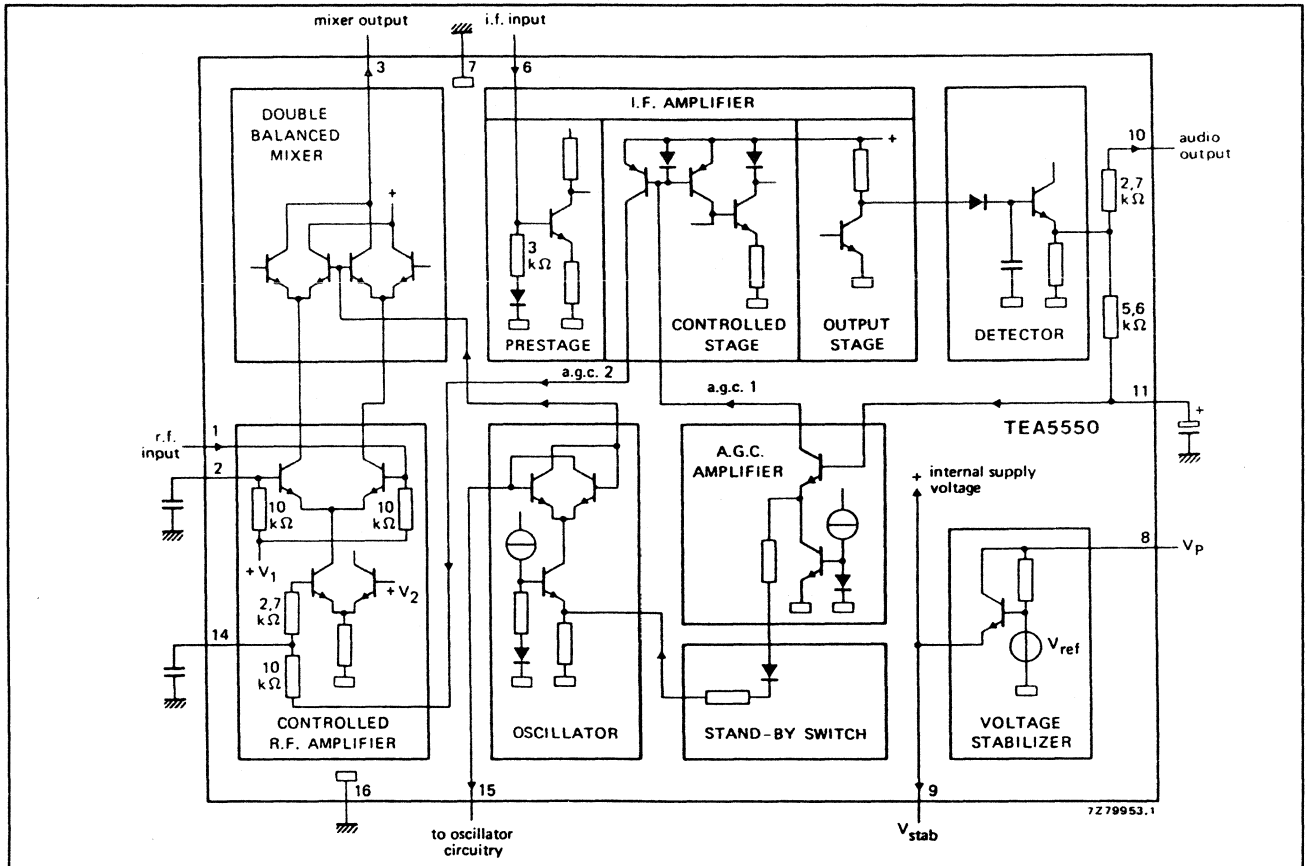 mixer output
i.f. input
3
7
6
DOUBLE
BALANCED
MIXER
+
I.F. AMPLIFIER
+
3
kΩ
PRESTAGE
CONTROLLED
STAGE
OUTPUT
STAGE
10
audio
output
2,7
kΩ
5,6
kΩ
DETECTOR
a.g.c. 2
a.g.c. 1
11
+
TEA5550
r.f.
input
1
2
10
kΩ
10
kΩ
+V1
+V2
2,7
kΩ
14
10
kΩ
CONTROLLED
R.F. AMPLIFIER
OSCILLATOR
A.G.C.
AMPLIFIER
STAND-BY SWITCH
+
internal supply
voltage
8
VP
Vref
VOLTAGE
STABILIZER
16
15
to oscillator
circuitry
9
Vstab
7Z79953.1